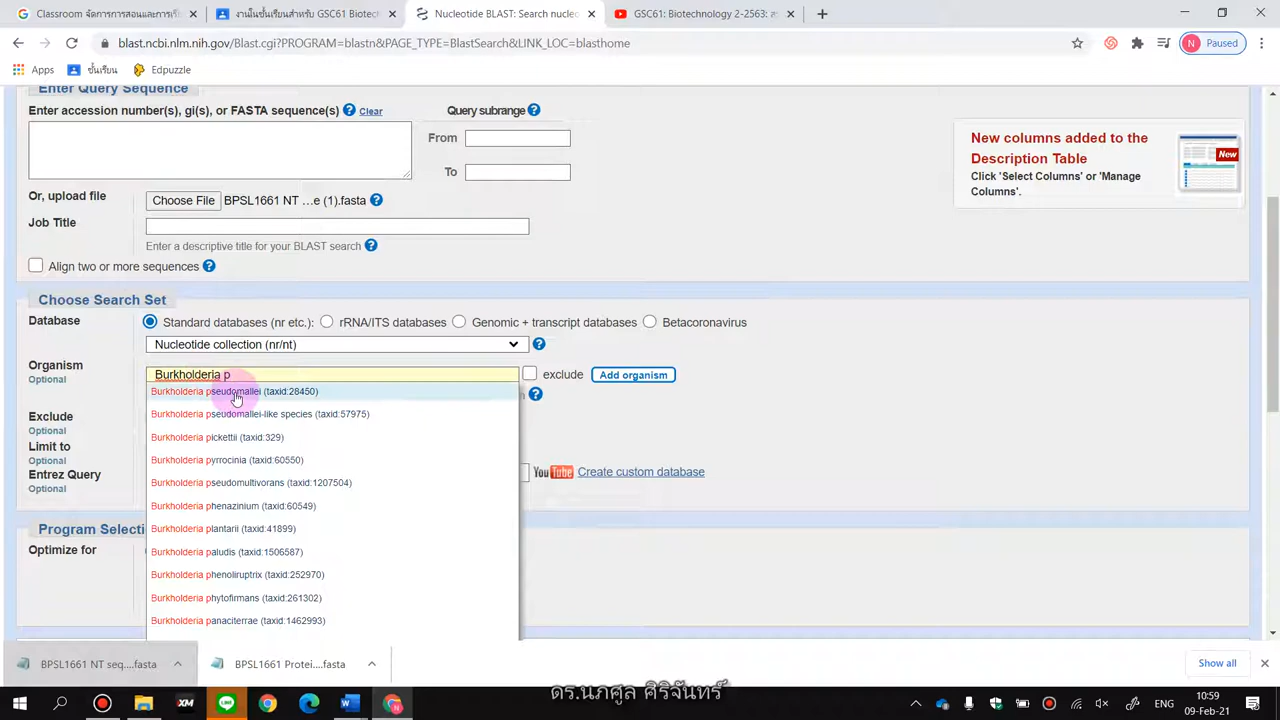 Classroom จัดการการสอนและการเรี
งานในชั้นเรียนสำหรับ GSC61 Biotech
Nucleotide BLAST: Search nucleo
GSC61: Biotechnology 2-2563: ส
blast.ncbi.nlm.nih.gov/Blast.cgi?PROGRAM=blastn&PAGE_TYPE=BlastSearch&LINK_LOC=blasthome
N Paused
Apps
ชั้นเรียน
Edpuzzle
Enter Query Sequence
Enter accession number(s), gi(s), or FASTA sequence(s) ? Clear
Query subrange ?
From
To
New columns added to the
Description Table
Click 'Select Columns' or 'Manage
Columns'.
New
Or, upload file
Choose File BPSL1661 NT ...e (1).fasta ?
Job Title
Enter a descriptive title for your BLAST search ?
Align two or more sequences ?
Choose Search Set
Database
Standard databases (nr etc.): rRNA/ITS databases Genomic + transcript databases Betacoronavirus
Nucleotide collection (nr/nt) ?
Organism
Optional
Burkholderia p
exclude
Add organism
Burkholderia pseudomallei (taxid:28450)
Burkholderia pseudomallei-like species (taxid:57975)
Burkholderia pickettii (taxid:329)
Burkholderia pyrrocinia (taxid:60550)
Burkholderia pseudomultivorans (taxid:1207504)
Burkholderia phenazinium (taxid:60549)
Burkholderia plantarii (taxid:41899)
Burkholderia paludis (taxid:1506587)
Burkholderia phenoliruptrix (taxid:252970)
Burkholderia phytofirmans (taxid:261302)
Burkholderia panaciterrae (taxid:1462993)
Exclude
Optional
Limit to
Optional
Entrez Query
Optional
YouTube Create custom database
Program Selecti
Optimize for
BPSL1661 NT seq....fasta
BPSL1661 Protei....fasta
Show all
ดร.นภศูล ศิริจันทร์
ENG
10:59
09-Feb-21